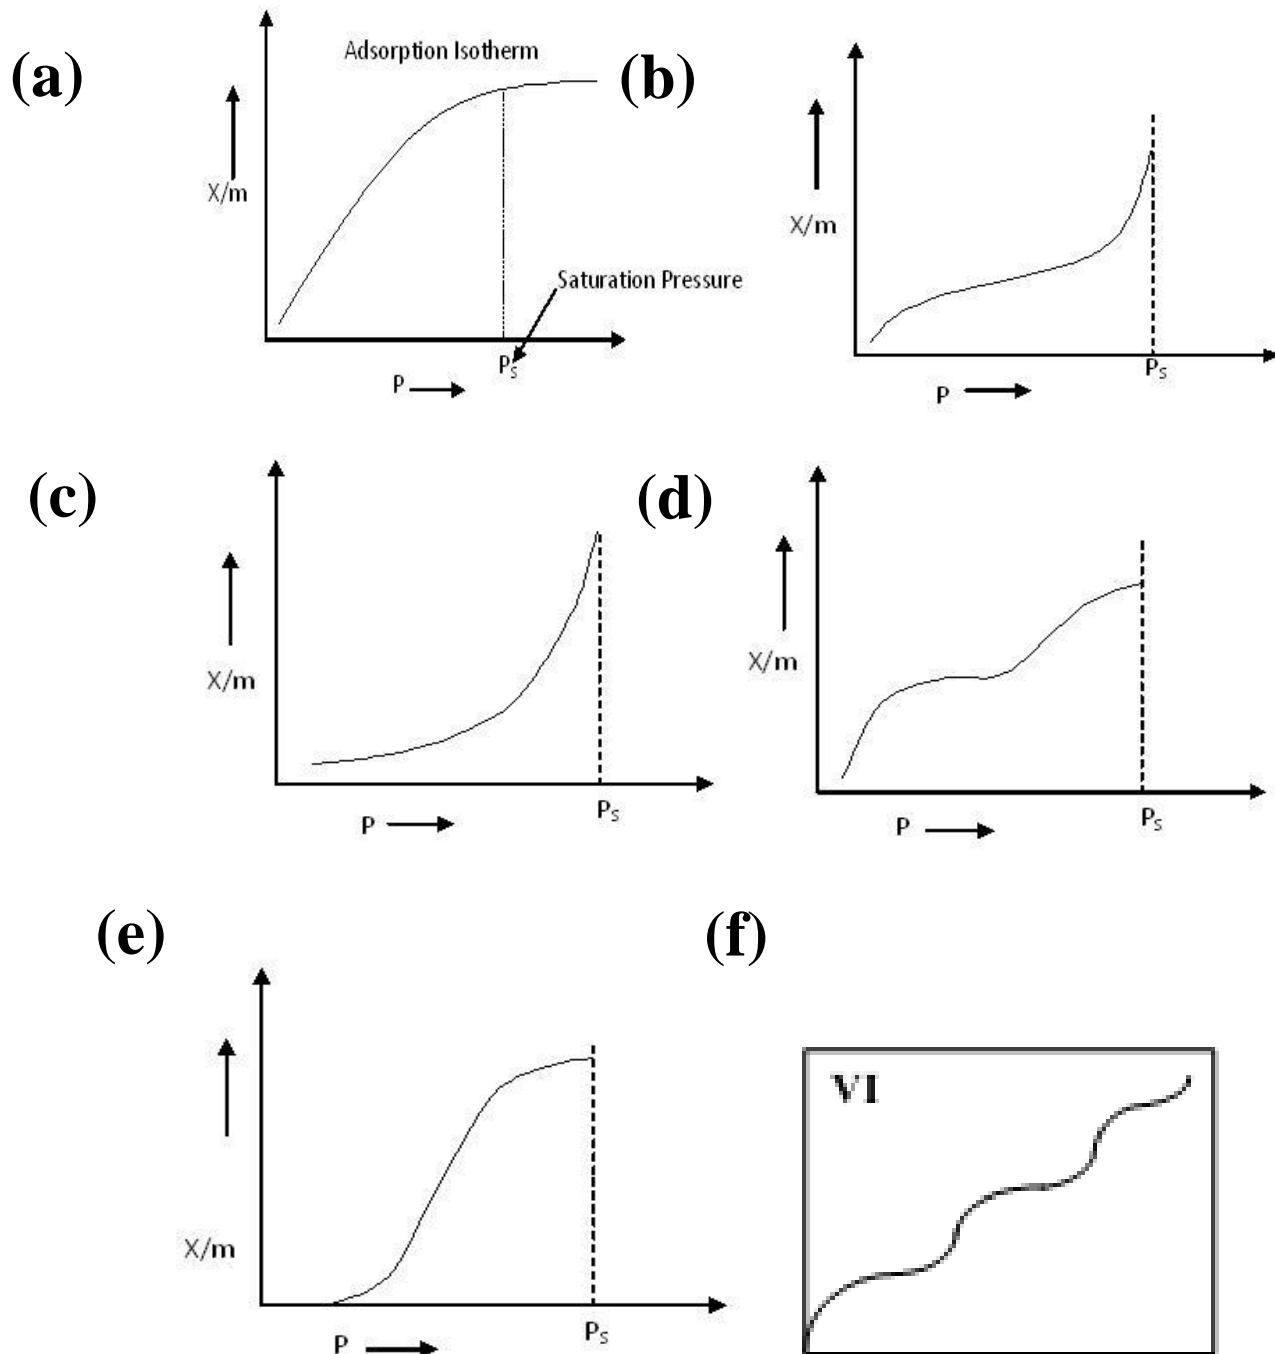 (a)
Adsorption Isotherm
X/m
Saturation Pressure
Ps
P
(b)
X/m
Ps
P
(c)
X/m
Ps
P
(d)
X/m
Ps
P
(e)
X/m
Ps
P
(f)
VI